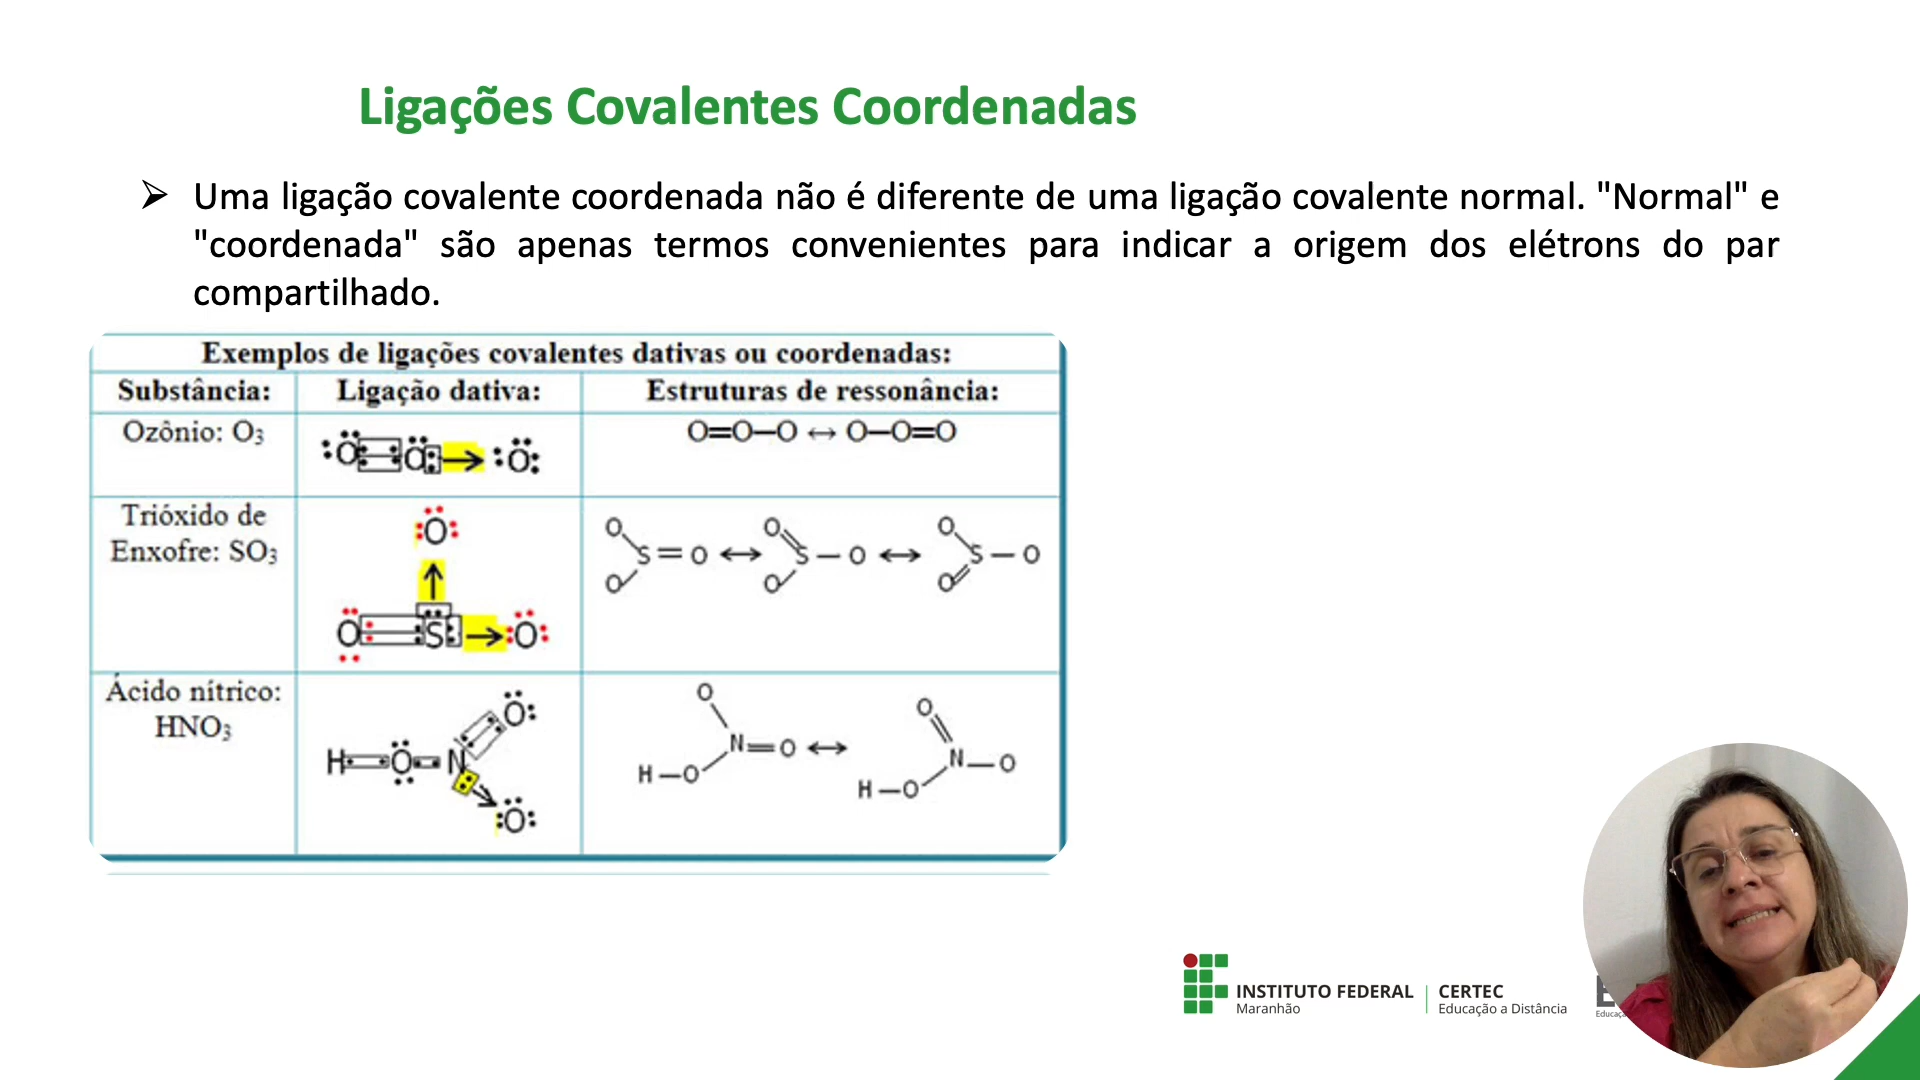 Ligações Covalentes Coordenadas
➢ Uma ligação covalente coordenada não é diferente de uma ligação covalente normal. "Normal" e
"coordenada" são apenas termos convenientes para indicar a origem dos elétrons do par
compartilhado.
Exemplos de ligações covalentes dativas ou coordenadas:
Substância: Ligação dativa: Estruturas de ressonância:
Ozônio: O₃ O O → O O=O—O ↔ O—O=O
Trióxido de
Enxofre: SO₃
O
O S → O
O S=O O ↔ O S—O O ↔ O S—O O
Ácido nítrico:
HNO₃
H O N O
O
O N=O H—O ↔ O N—O H—O
INSTITUTO FEDERAL
Maranhão
CERTEC
Educação a Distância